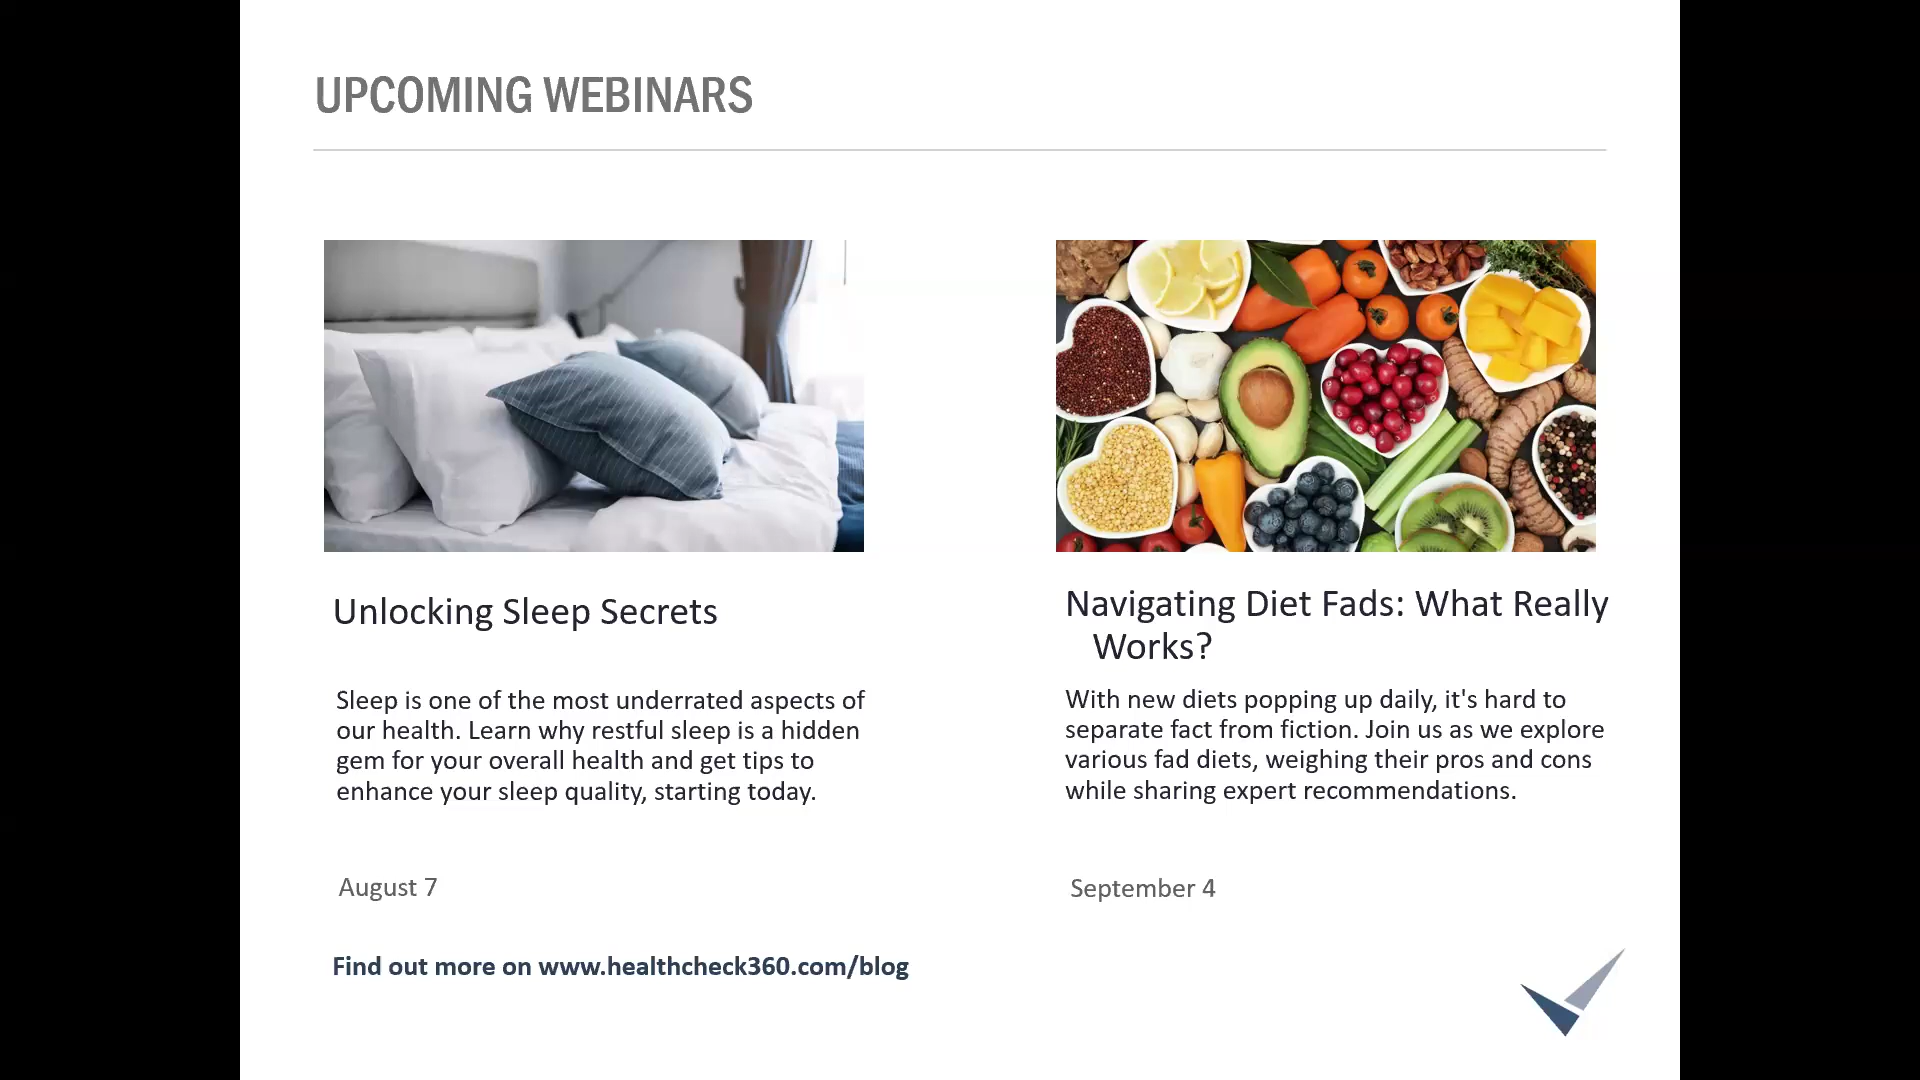 UPCOMING WEBINARS
Unlocking Sleep Secrets
Sleep is one of the most underrated aspects of
our health. Learn why restful sleep is a hidden
gem for your overall health and get tips to
enhance your sleep quality, starting today.
August 7
Navigating Diet Fads: What Really
Works?
With new diets popping up daily, it's hard to
separate fact from fiction. Join us as we explore
various fad diets, weighing their pros and cons
while sharing expert recommendations.
September 4
Find out more on www.healthcheck360.com/blog